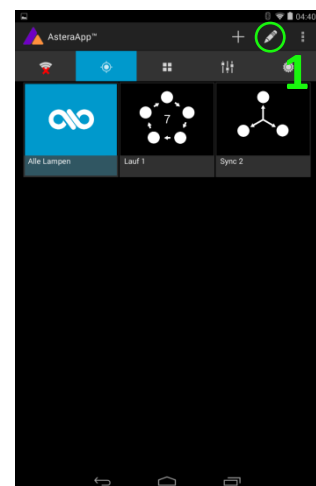 04:40
AsteraApp™
1
7
Alle Lampen
Lauf 1
Sync 2